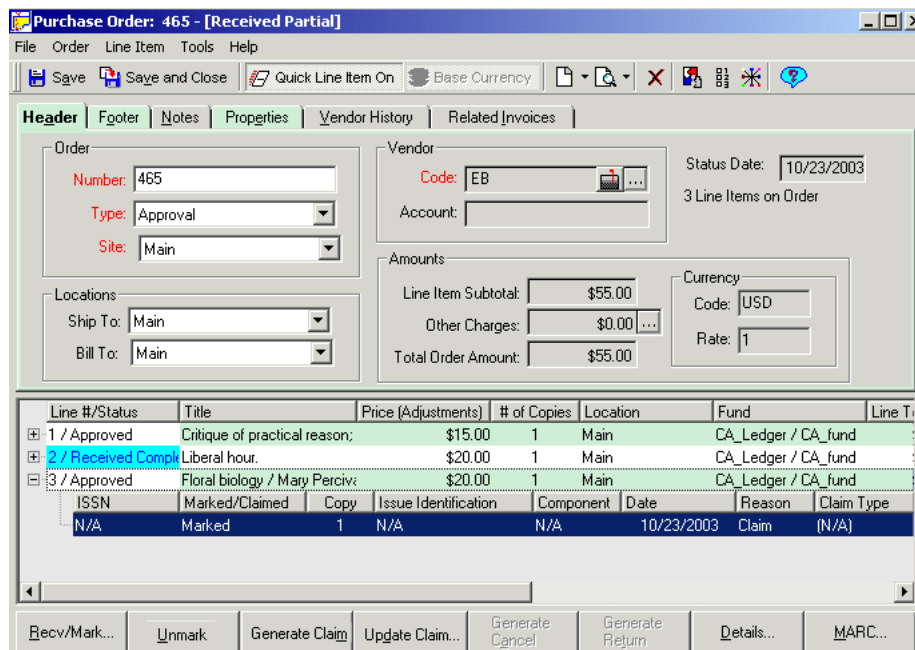 Purchase Order: 465 - [Received Partial]
File Order Line Item Tools Help
Save Save and Close Quick Line Item On Base Currency
Header Footer Notes Properties Vendor History Related Invoices
Order
Number: 465
Type: Approval
Site: Main
Locations
Ship To: Main
Bill To: Main
Vendor
Code: EB ...
Account:
Status Date: 10/23/2003
3 Line Items on Order
Amounts
Line Item Subtotal: $55.00
Other Charges: $0.00 ...
Total Order Amount: $55.00
Currency
Code: USD
Rate: 1
Line #/Status Title Price (Adjustments) # of Copies Location Fund Line T
1 / Approved Critique of practical reason; $15.00 1 Main CA_Ledger / CA_fund
2 / Received Comple Liberal hour. $20.00 1 Main CA_Ledger / CA_fund
3 / Approved Floral biology / Mary Perciva $20.00 1 Main CA_Ledger / CA_fund
ISSN Marked/Claimed Copy Issue Identification Component Date Reason Claim Type
N/A Marked 1 N/A N/A 10/23/2003 Claim (N/A)
Recv/Mark... Unmark Generate Claim Update Claim... Generate Cancel Generate Return Details... MARC...